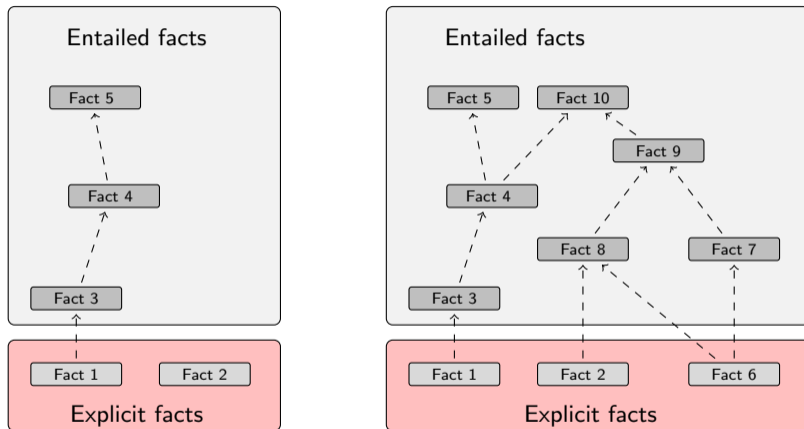 Entailed facts
Fact 5
Fact 4
Fact 3
Fact 1
Fact 2
Explicit facts
Entailed facts
Fact 5
Fact 10
Fact 9
Fact 4
Fact 8
Fact 7
Fact 3
Fact 1
Fact 2
Fact 6
Explicit facts